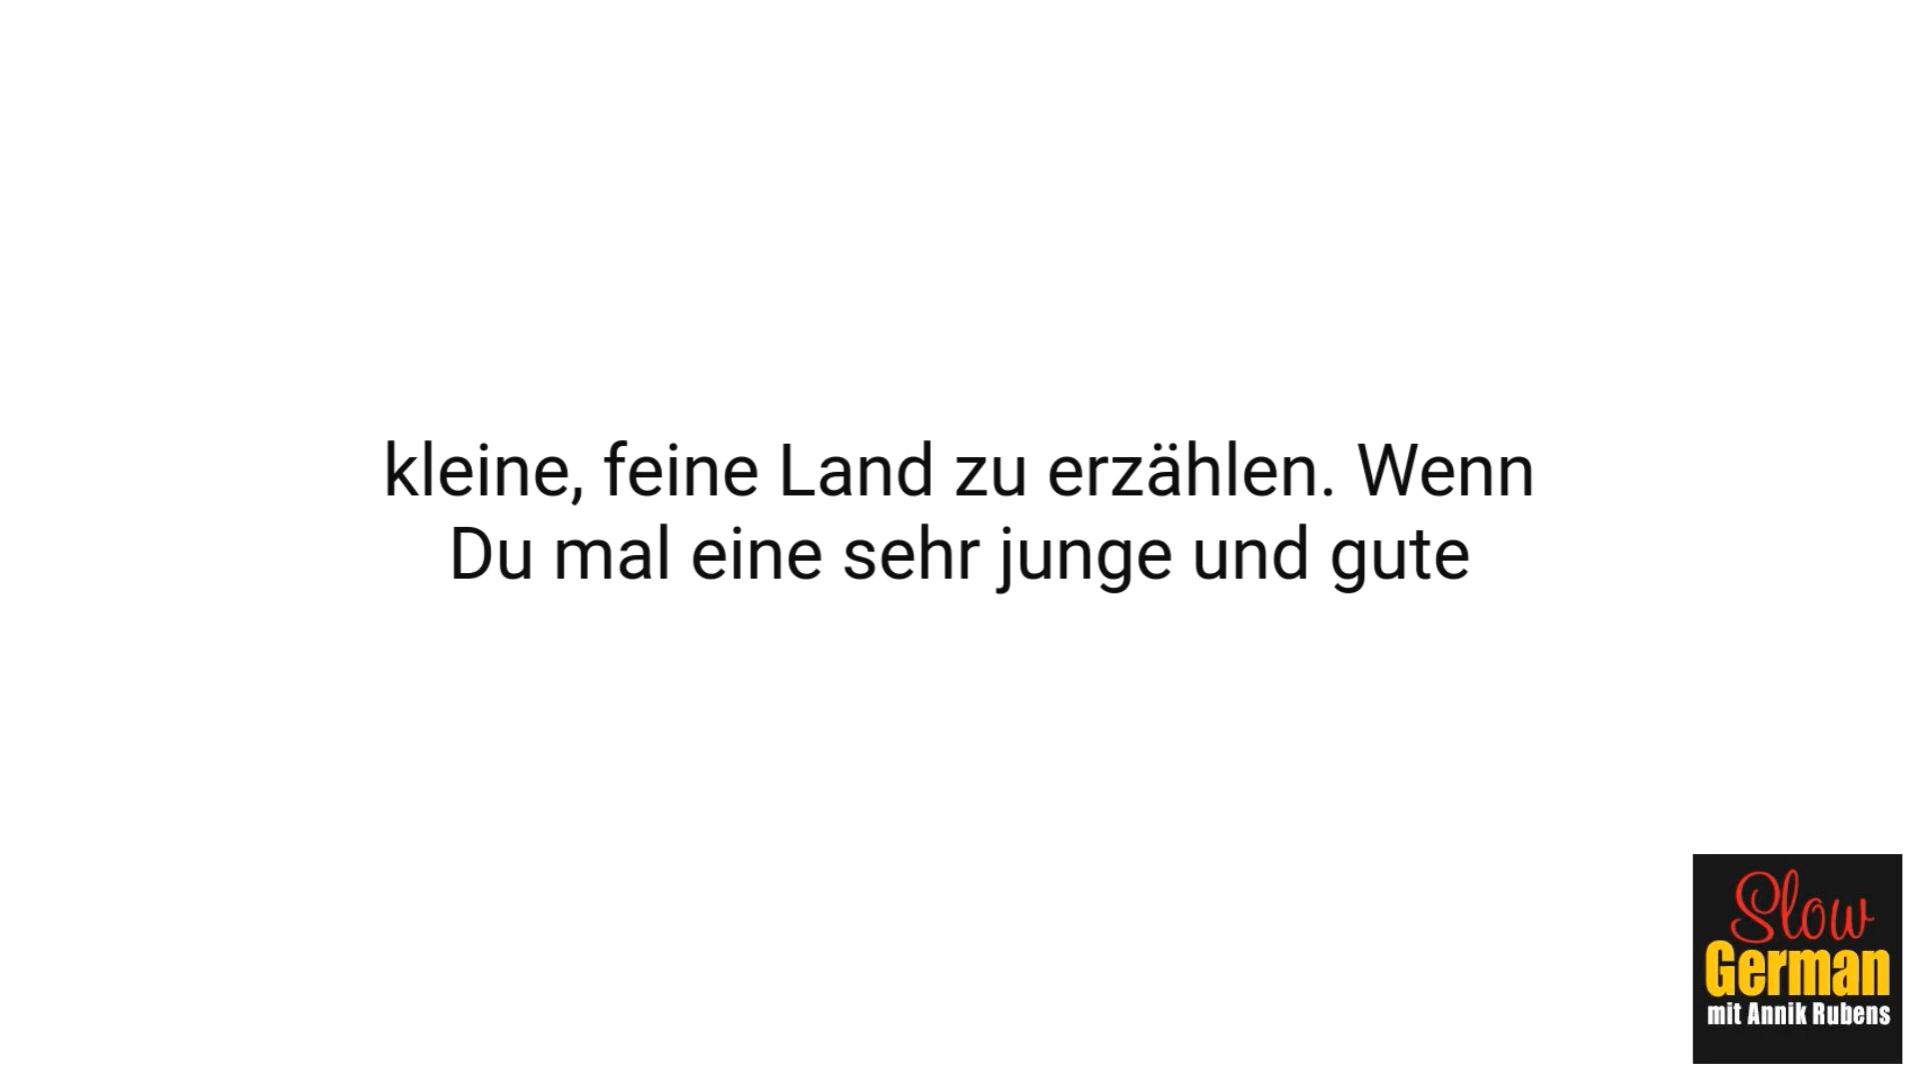 kleine, feine Land zu erzählen. Wenn
Du mal eine sehr junge und gute
Slow
German
mit Annik Rubens